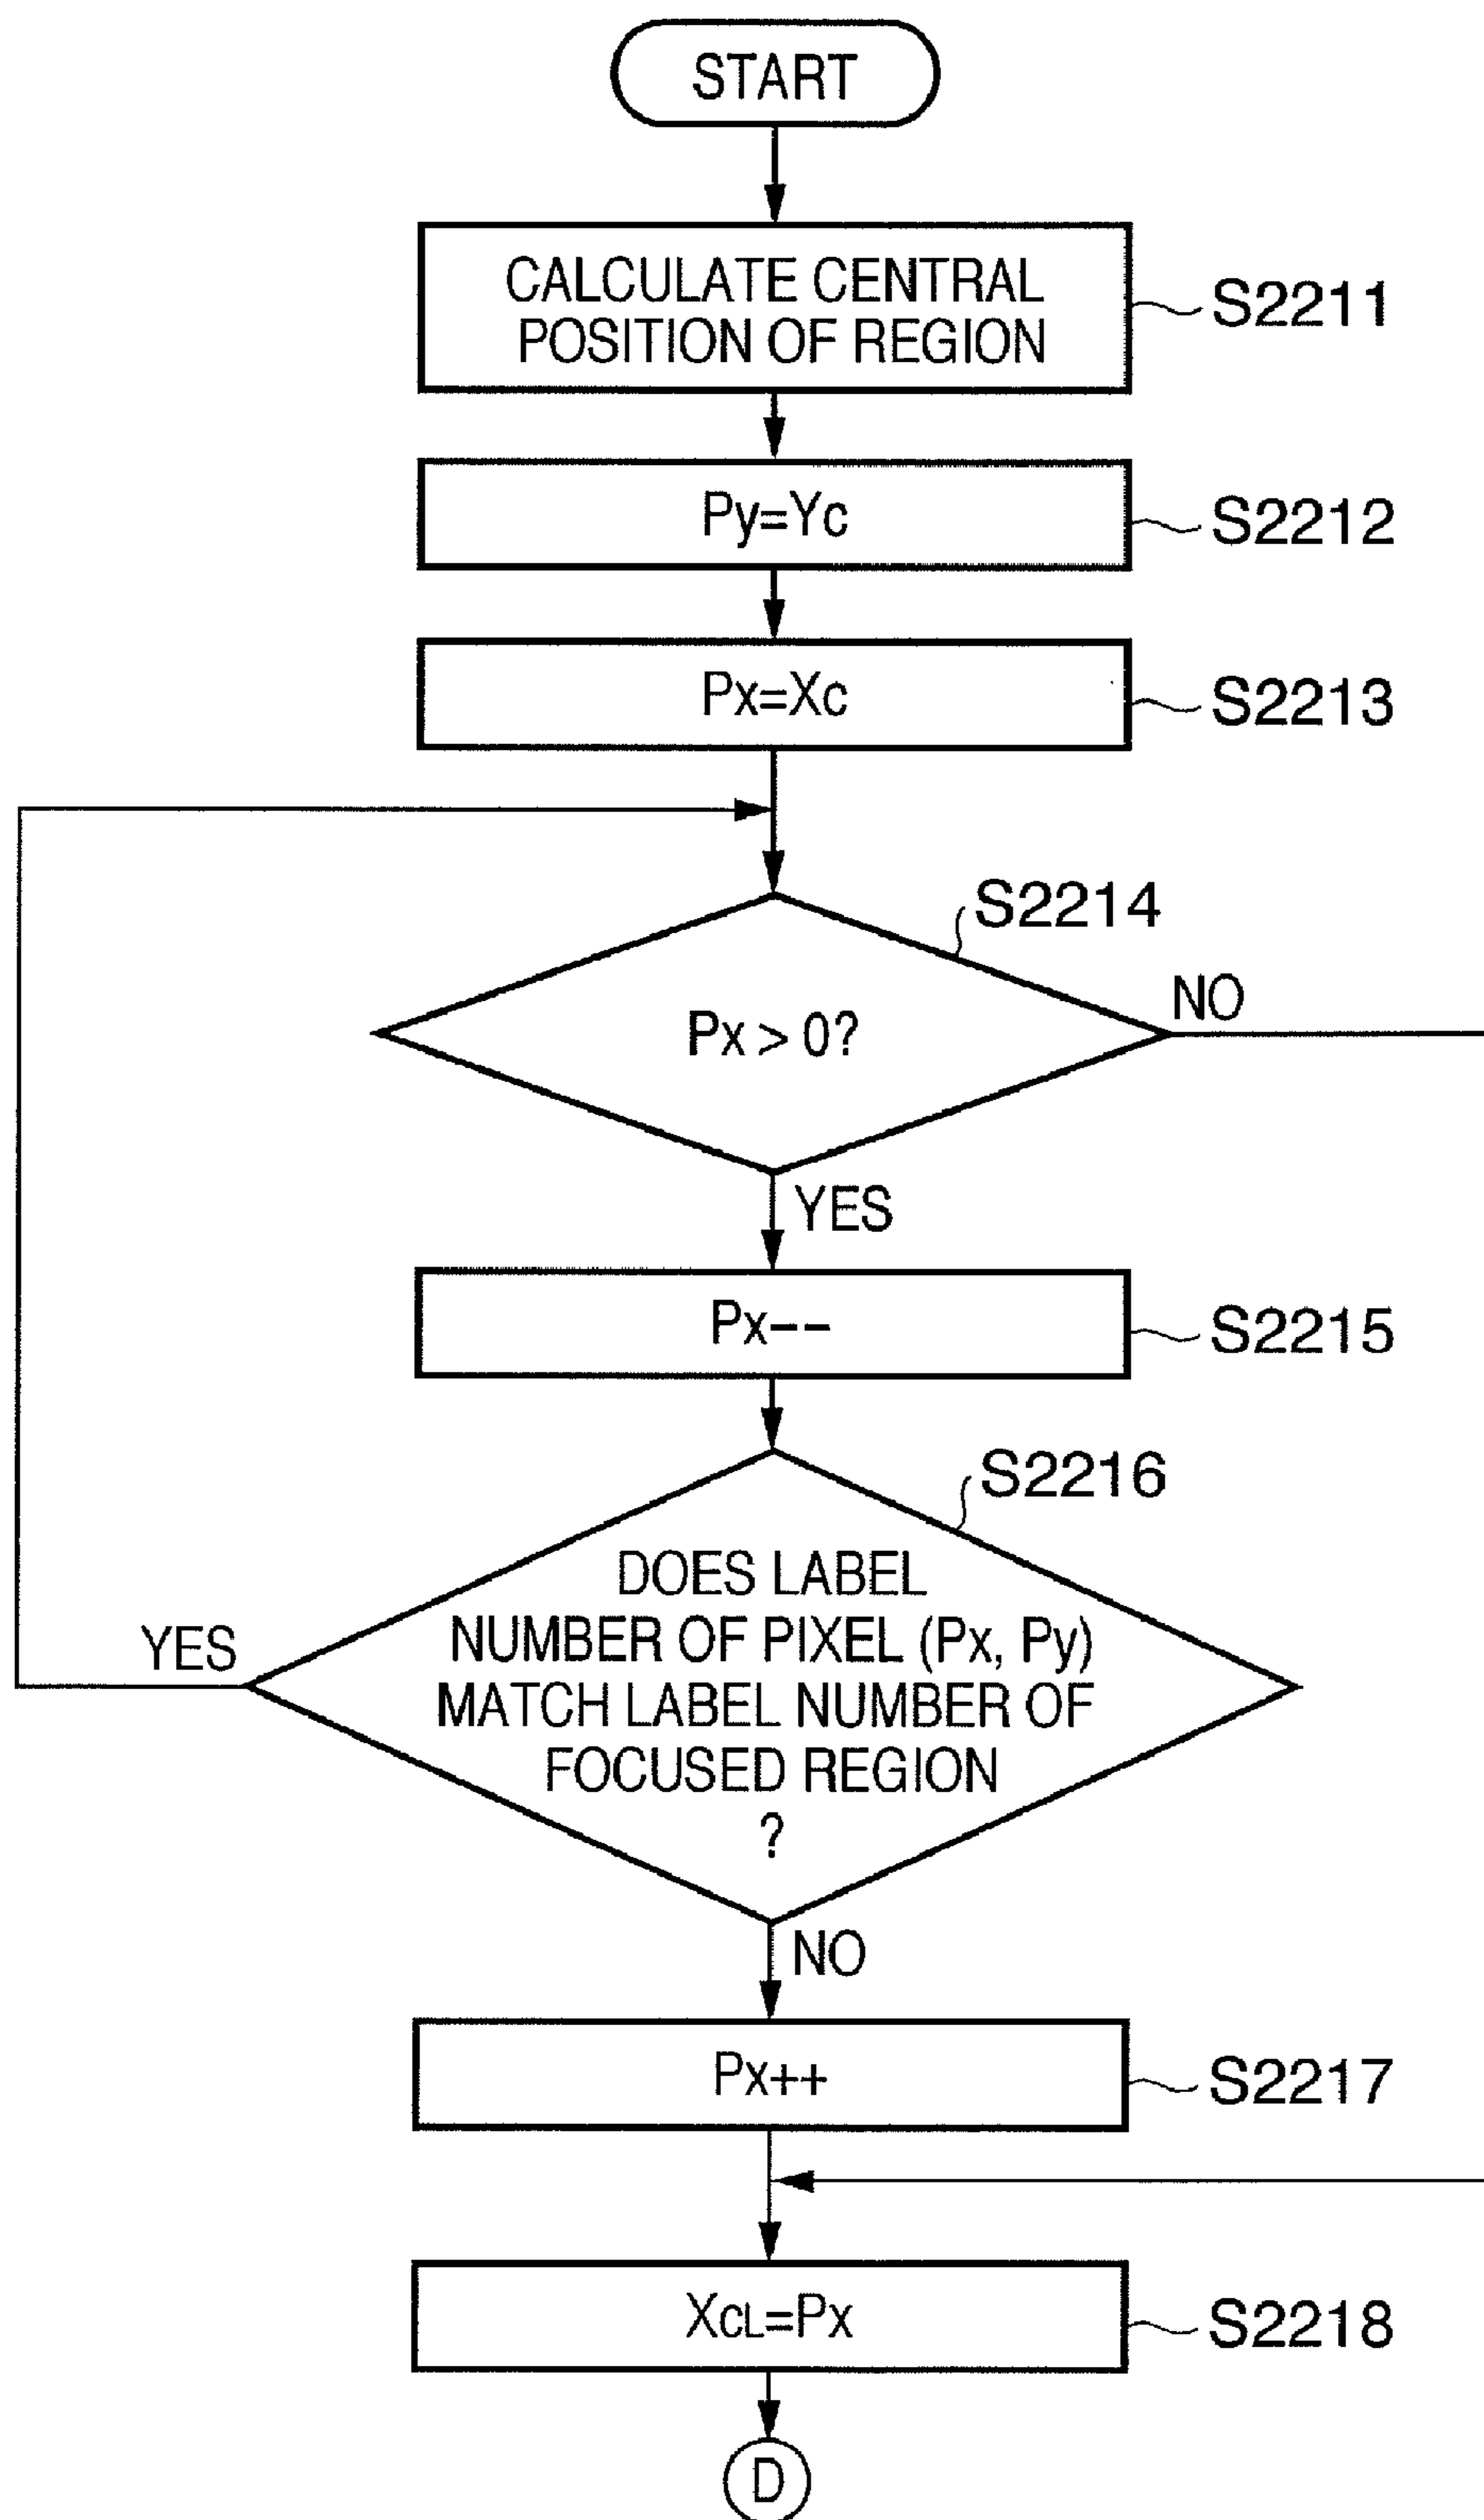 START
CALCULATE CENTRAL
POSITION OF REGION
S2211
Py=Yc
S2212
Px=Xc
S2213
S2214
Px > 0?
NO
YES
Px--
S2215
S2216
DOES LABEL
NUMBER OF PIXEL (Px, Py)
MATCH LABEL NUMBER OF
FOCUSED REGION
?
YES
NO
Px++
S2217
XCL=Px
S2218
D